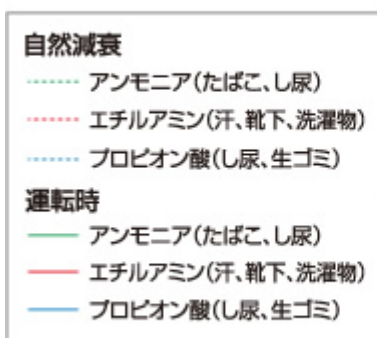 自然減衰
アンモニア(たばこ、し尿)
エチルアミン(汗、靴下、洗濯物)
プロピオン酸(し尿、生ゴミ)
運転時
アンモニア(たばこ、し尿)
エチルアミン(汗、靴下、洗濯物)
プロピオン酸(し尿、生ゴミ)